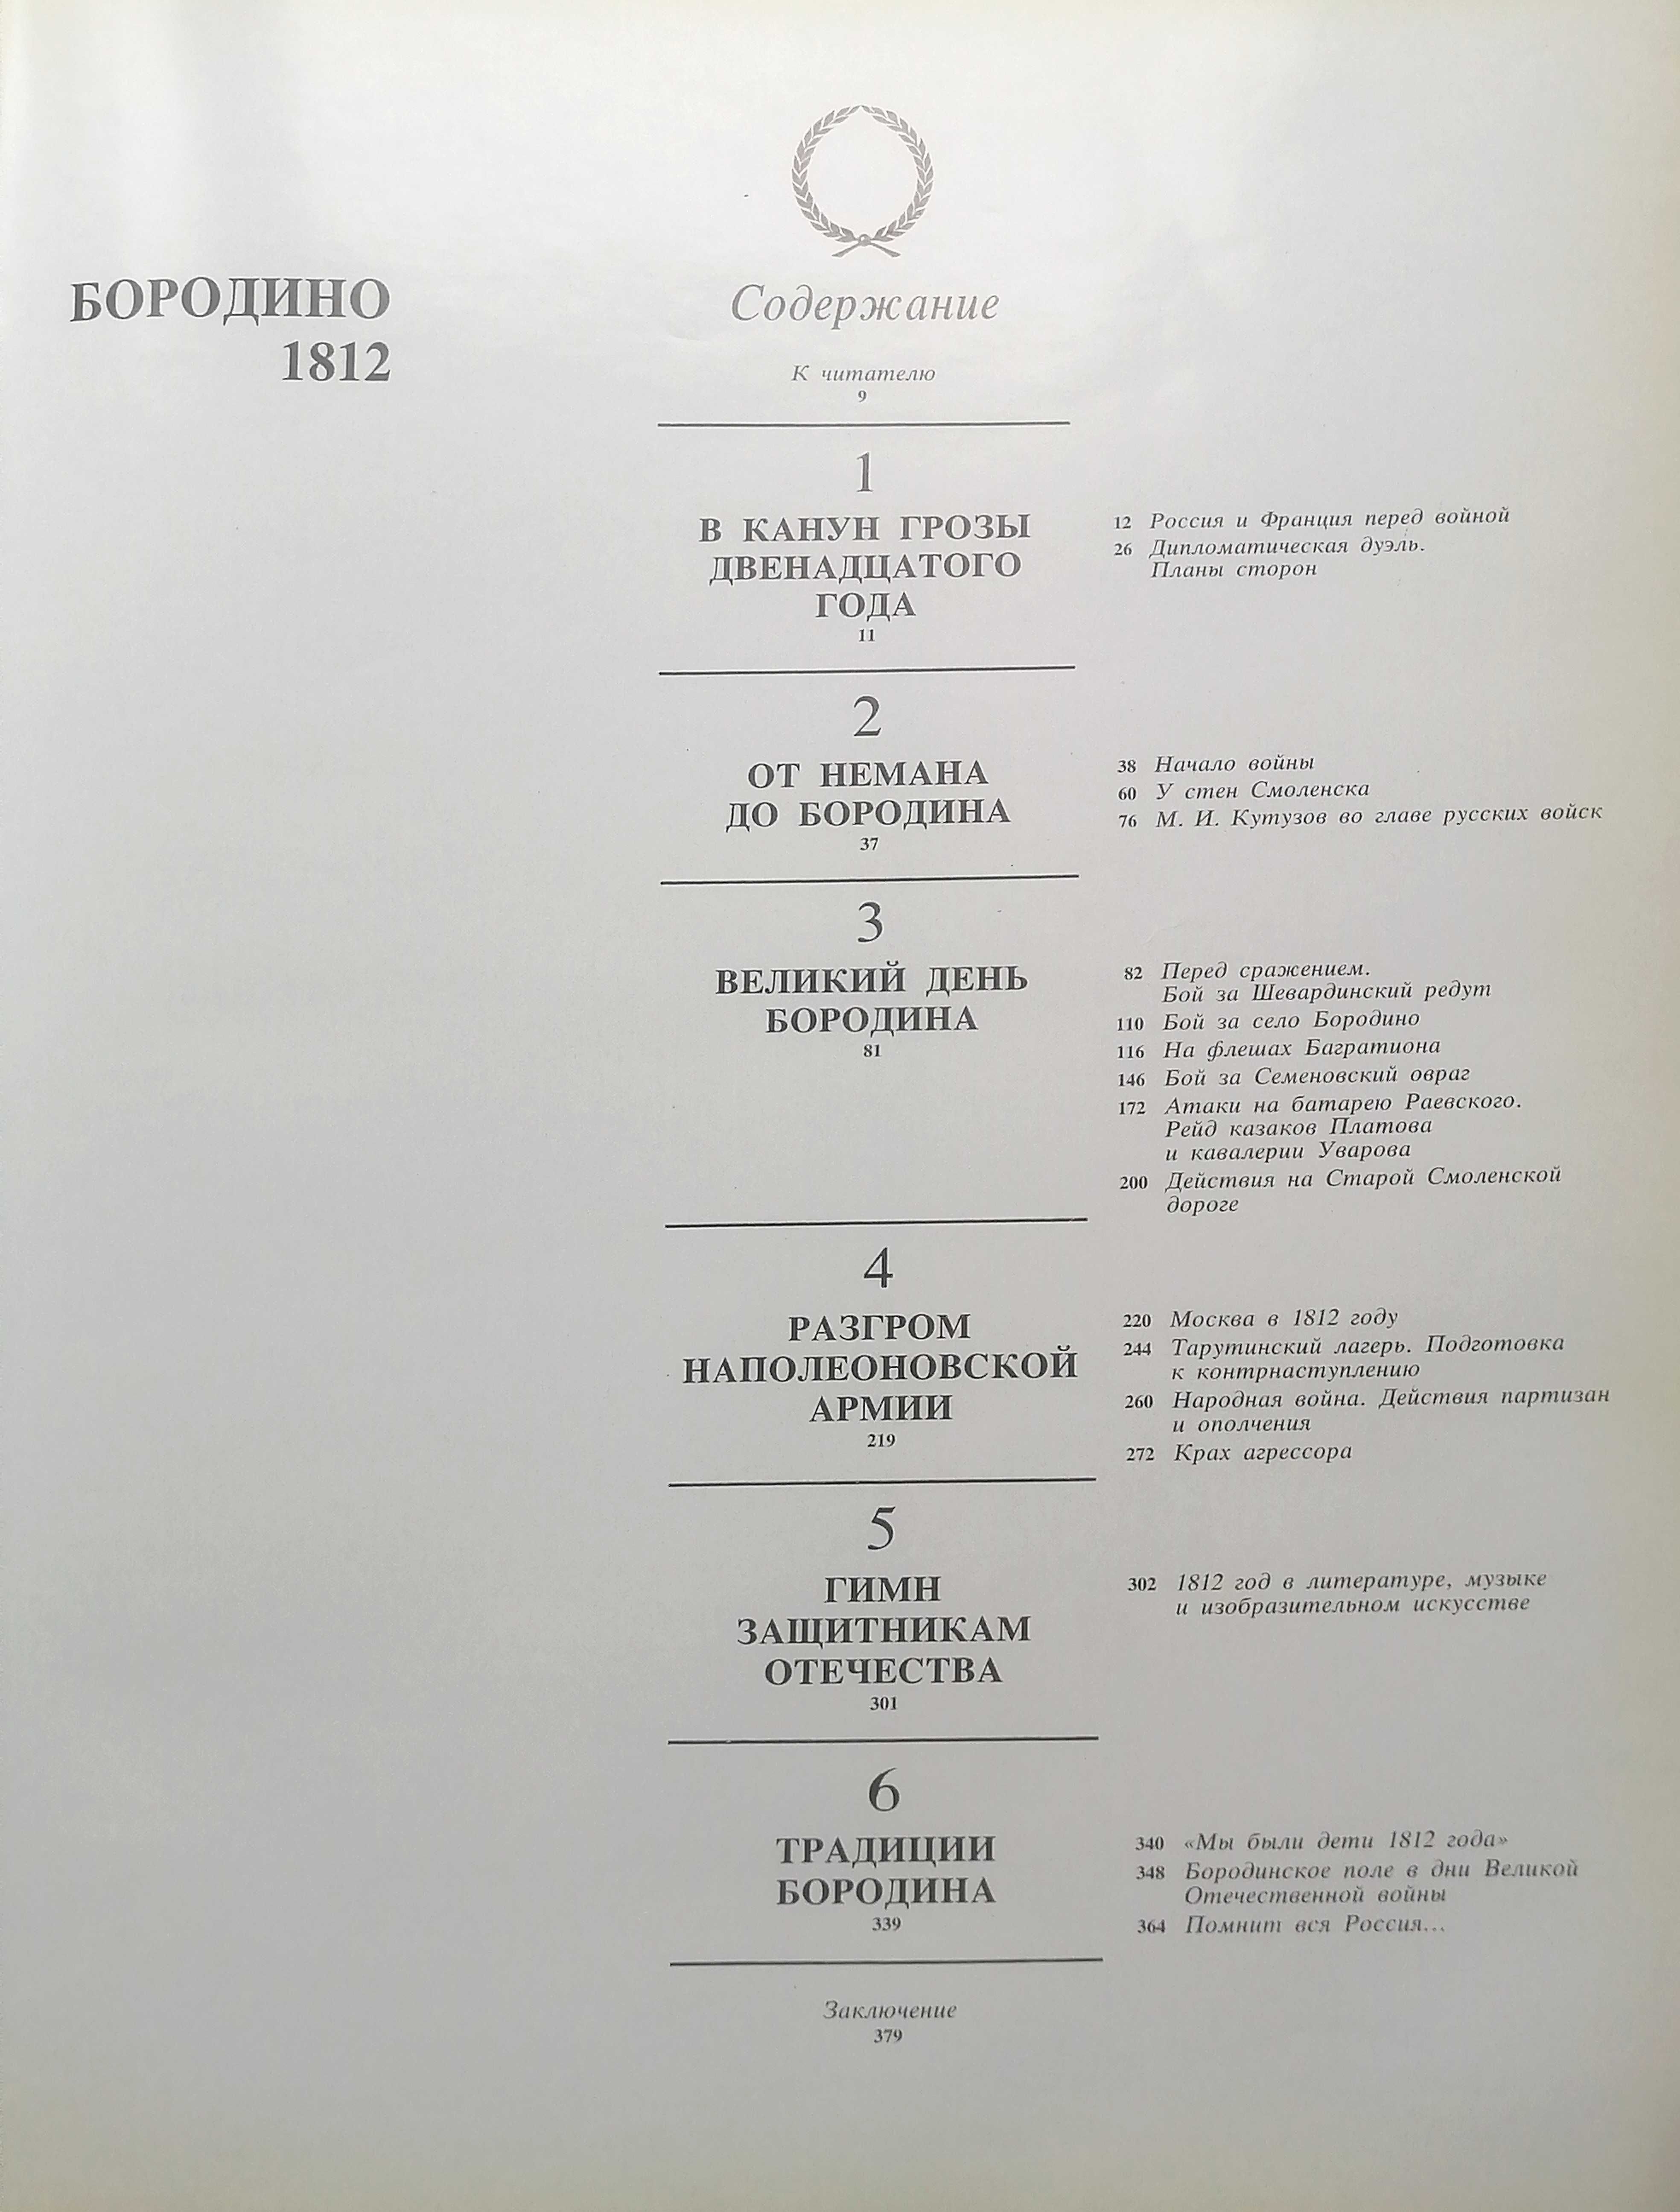 БОРОДИНО
1812
Содержание
К читателю
9
1
В КАНУН ГРОЗЫ
ДВЕНАДЦАТОГО
ГОДА
11
12 Россия и Франция перед войной
26 Дипломатическая дуэль.
Планы сторон
2
ОТ НЕМАНА
ДО БОРОДИНА
37
38 Начало войны
60 У стен Смоленска
76 М. И. Кутузов во главе русских войск
3
ВЕЛИКИЙ ДЕНЬ
БОРОДИНА
81
82 Перед сражением.
Бой за Шевардинский редут
110 Бой за село Бородино
116 На флешах Багратиона
146 Бой за Семеновский овраг
172 Атаки на батарею Раевского.
Рейд казаков Платова
и кавалерии Уварова
200 Действия на Старой Смоленской
дороге
4
РАЗГРОМ
НАПОЛЕОНОВСКОЙ
АРМИИ
219
220 Москва в 1812 году
244 Тарутинский лагерь. Подготовка
к контрнаступлению
260 Народная война. Действия партизан
и ополчения
272 Крах агрессора
5
ГИМН
ЗАЩИТНИКАМ
ОТЕЧЕСТВА
301
302 1812 год в литературе, музыке
и изобразительном искусстве
6
ТРАДИЦИИ
БОРОДИНА
339
340 «Мы были дети 1812 года»
348 Бородинское поле в дни Великой
Отечественной войны
364 Помнит вся Россия...
Заключение
379